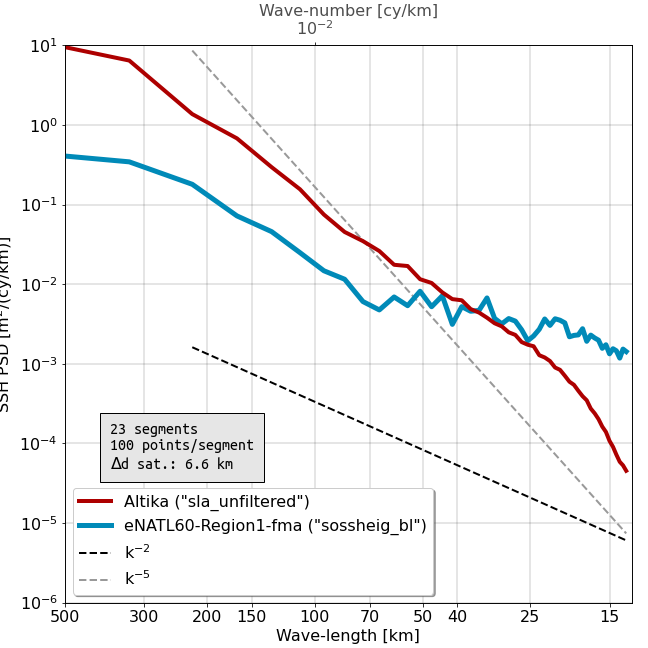 Wave-number [cy/km]
10⁻²
10¹
10⁰
10⁻¹
10⁻²
10⁻³
10⁻⁴
10⁻⁵
10⁻⁶
SSH PSD [m²/(cy/km)]
23 segments
100 points/segment
Δd sat.: 6.6 km
Altika ("sla_unfiltered")
eNATL60-Region1-fma ("sossheig_bl")
k⁻²
k⁻⁵
500 300 200 150 100 70 50 40 25 15
Wave-length [km]